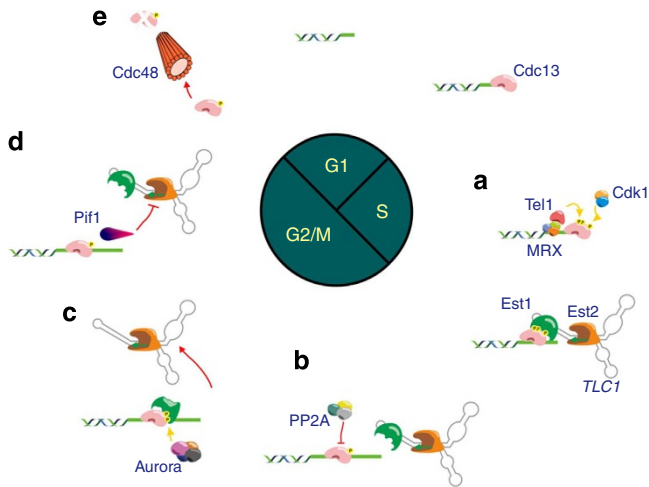 e
Cdc48
P
P
Cdc13
d
Pif1
P
G1
S
G2/M
a
Tel1
Cdk1
MRX
P
P
Est1
Est2
TLC1
P
P
c
Aurora
P
P
b
PP2A
P